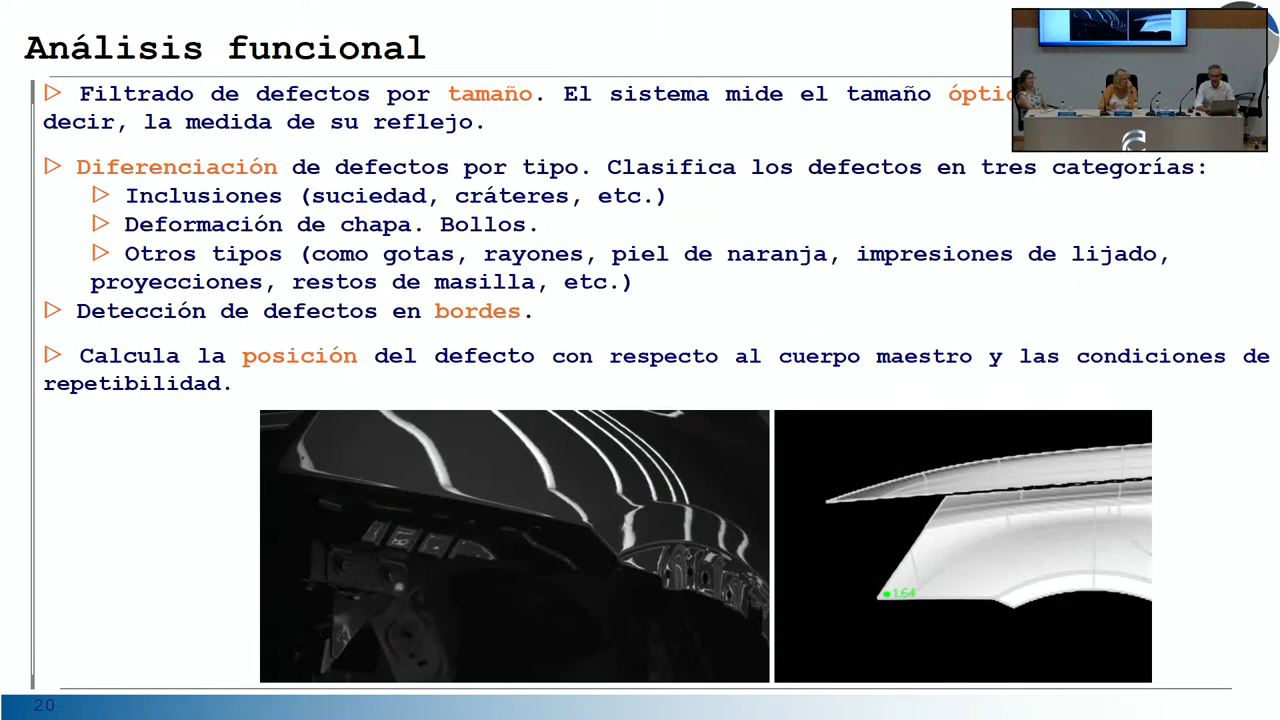 Análisis funcional
▷ Filtrado de defectos por tamaño. El sistema mide el tamaño
decir, la medida de su reflejo.
▷ Diferenciación de defectos por tipo. Clasifica los defectos en tres categorías:
▷ Inclusiones (suciedad, cráteres, etc.)
▷ Deformación de chapa. Bollos.
▷ Otros tipos (como gotas, rayones, piel de naranja, impresiones de lijado,
proyecciones, restos de masilla, etc.)
▷ Detección de defectos en bordes.
▷ Calcula la posición del defecto con respecto al cuerpo maestro y las condiciones de
repetibilidad.
1.64
20